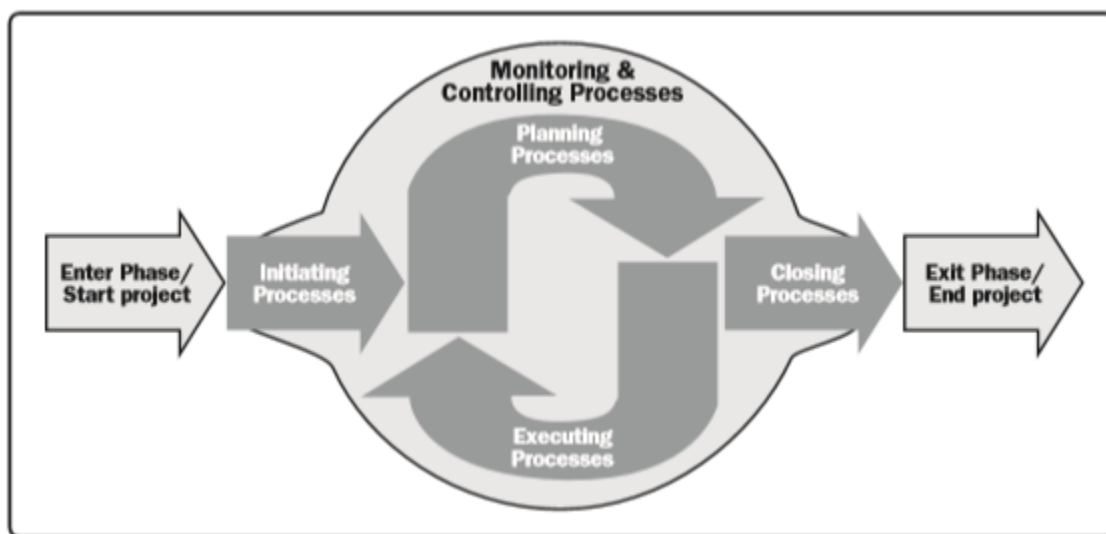 Monitoring &
Controlling Processes
Planning
Processes
Enter Phase/
Start project
Initiating
Processes
Closing
Processes
Exit Phase/
End project
Executing
Processes